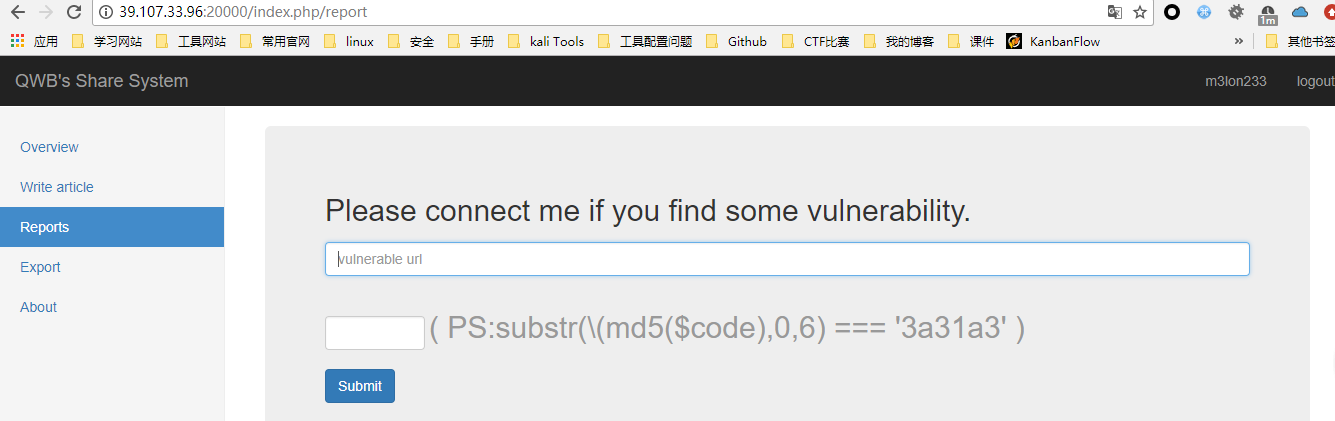 39.107.33.96:20000/index.php/report
1m
应用 学习网站 工具网站 常用官网 linux 安全 手册 kali Tools 工具配置问题 Github CTF比赛 我的博客 课件 KanbanFlow » 其他书签
QWB's Share System m3lon233 logout
Overview
Write article
Reports
Export
About
Please connect me if you find some vulnerability.
vulnerable url
( PS:substr(\(md5($code),0,6) === '3a31a3' )
Submit